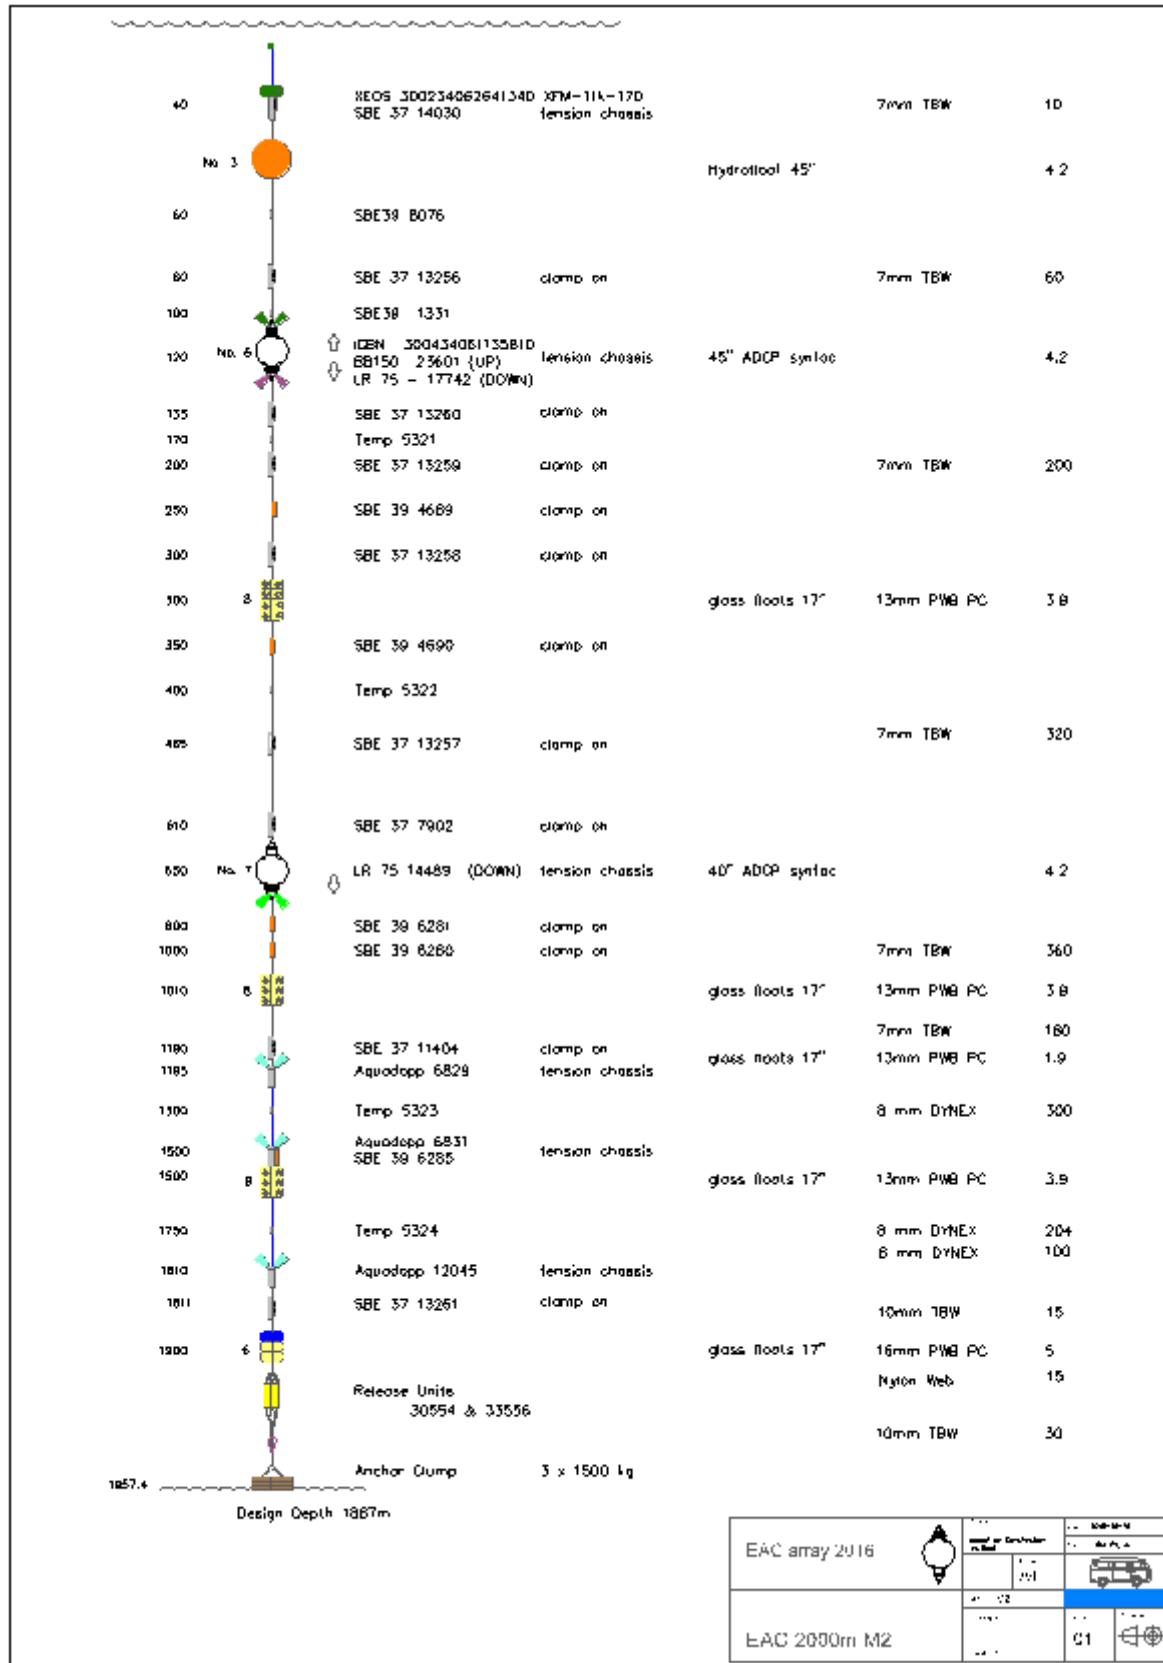 40 XEOS 300234062641340 XFM-11k-170
SBE 37 14030 tension chassis 7mm TBW 10
No. 3 Hydrofloat 45" 4.2
60 SBE39 8076
80 SBE 37 13256 clamp on 7mm TBW 60
100 SBE39 1331
120 No. 6 300434061135810 tension chassis 45" ADCP syntac 4.2
23601 (UP)
LR 75 - 17742 (DOWN)
135 SBE 37 13260 clamp on
170 Temp 5321
200 SBE 37 13259 clamp on 7mm TBW 200
250 SBE 39 4689 clamp on
300 SBE 37 13258 clamp on
300 8 glass floats 17" 13mm PWB PC 3.8
350 SBE 39 4690 clamp on
400 Temp 5322
7mm TBW 320
SBE 37 13257 clamp on
610 SBE 37 7902 clamp on
650 No. 7 LR 75 14489 (DOWN) tension chassis 40" ADCP syntac 4.2
800 SBE 39 6281 clamp on
1000 SBE 39 6280 clamp on 7mm TBW 360
1010 glass floats 17" 13mm PWB PC 3.8
7mm TBW 180
SBE 37 11404 clamp on
glass floats 17" 13mm PWB PC 1.9
Aquadopp 6829 tension chassis
1300 Temp 5323 8 mm DYNEX 300
1500 Aquadopp 6831 tension chassis
SBE 39 6285
1500 glass floats 17" 13mm PWB PC 3.9
1750 Temp 5324 8 mm DYNEX 204
mm DYNEX 100
1810 Aquadopp 12045 tension chassis
1811 SBE 37 13261 clamp on
10mm TBW 15
1800 6 glass floats 17" 16mm PWB PC 5
Nylon Web 15
Release Units
30554 & 33556
10mm TBW 30
Anchor Clump 3 x 1500 kg
1857.4
Design Depth 1867m
EAC array 2016
EAC 2000m M2
C1